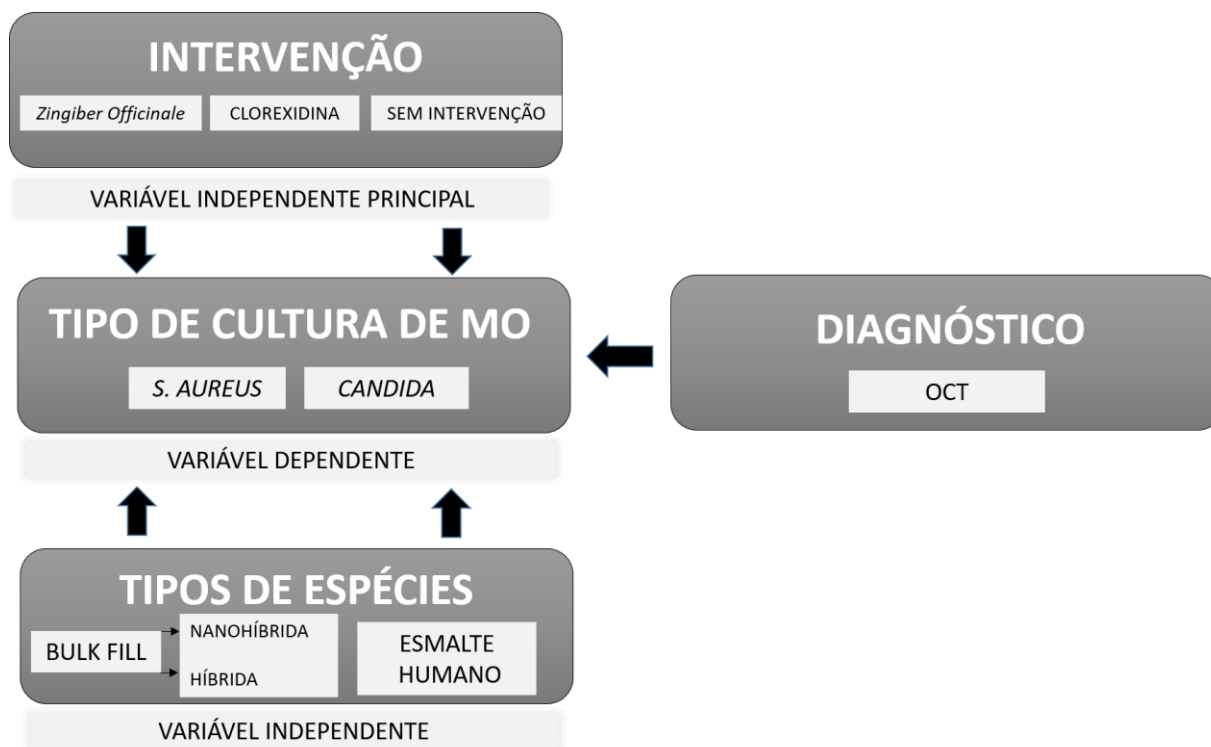 INTERVENÇÃO
Zingiber Officinale
CLOREXIDINA
SEM INTERVENÇÃO
VARIÁVEL INDEPENDENTE PRINCIPAL
TIPO DE CULTURA DE MO
S. AUREUS
CANDIDA
VARIÁVEL DEPENDENTE
DIAGNÓSTICO
OCT
TIPOS DE ESPÉCIES
BULK FILL
NANOHÍBRIDA
HÍBRIDA
ESMALTE
HUMANO
VARIÁVEL INDEPENDENTE